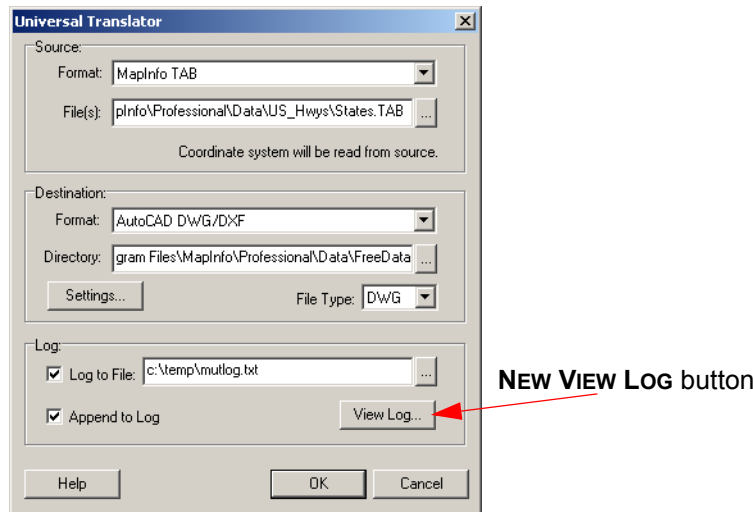 Universal Translator
Source:
Format: MapInfo TAB
File(s): pInfo\Professional\Data\US_Hwys\States.TAB ...
Coordinate system will be read from source.
Destination:
Format: AutoCAD DWG/DXF
Directory: gram Files\MapInfo\Professional\Data\FreeData ...
Settings... File Type: DWG
Log:
Log to File: c:\temp\mutlog.txt ...
NEW VIEW LOG button
Append to Log View Log...
Help OK Cancel